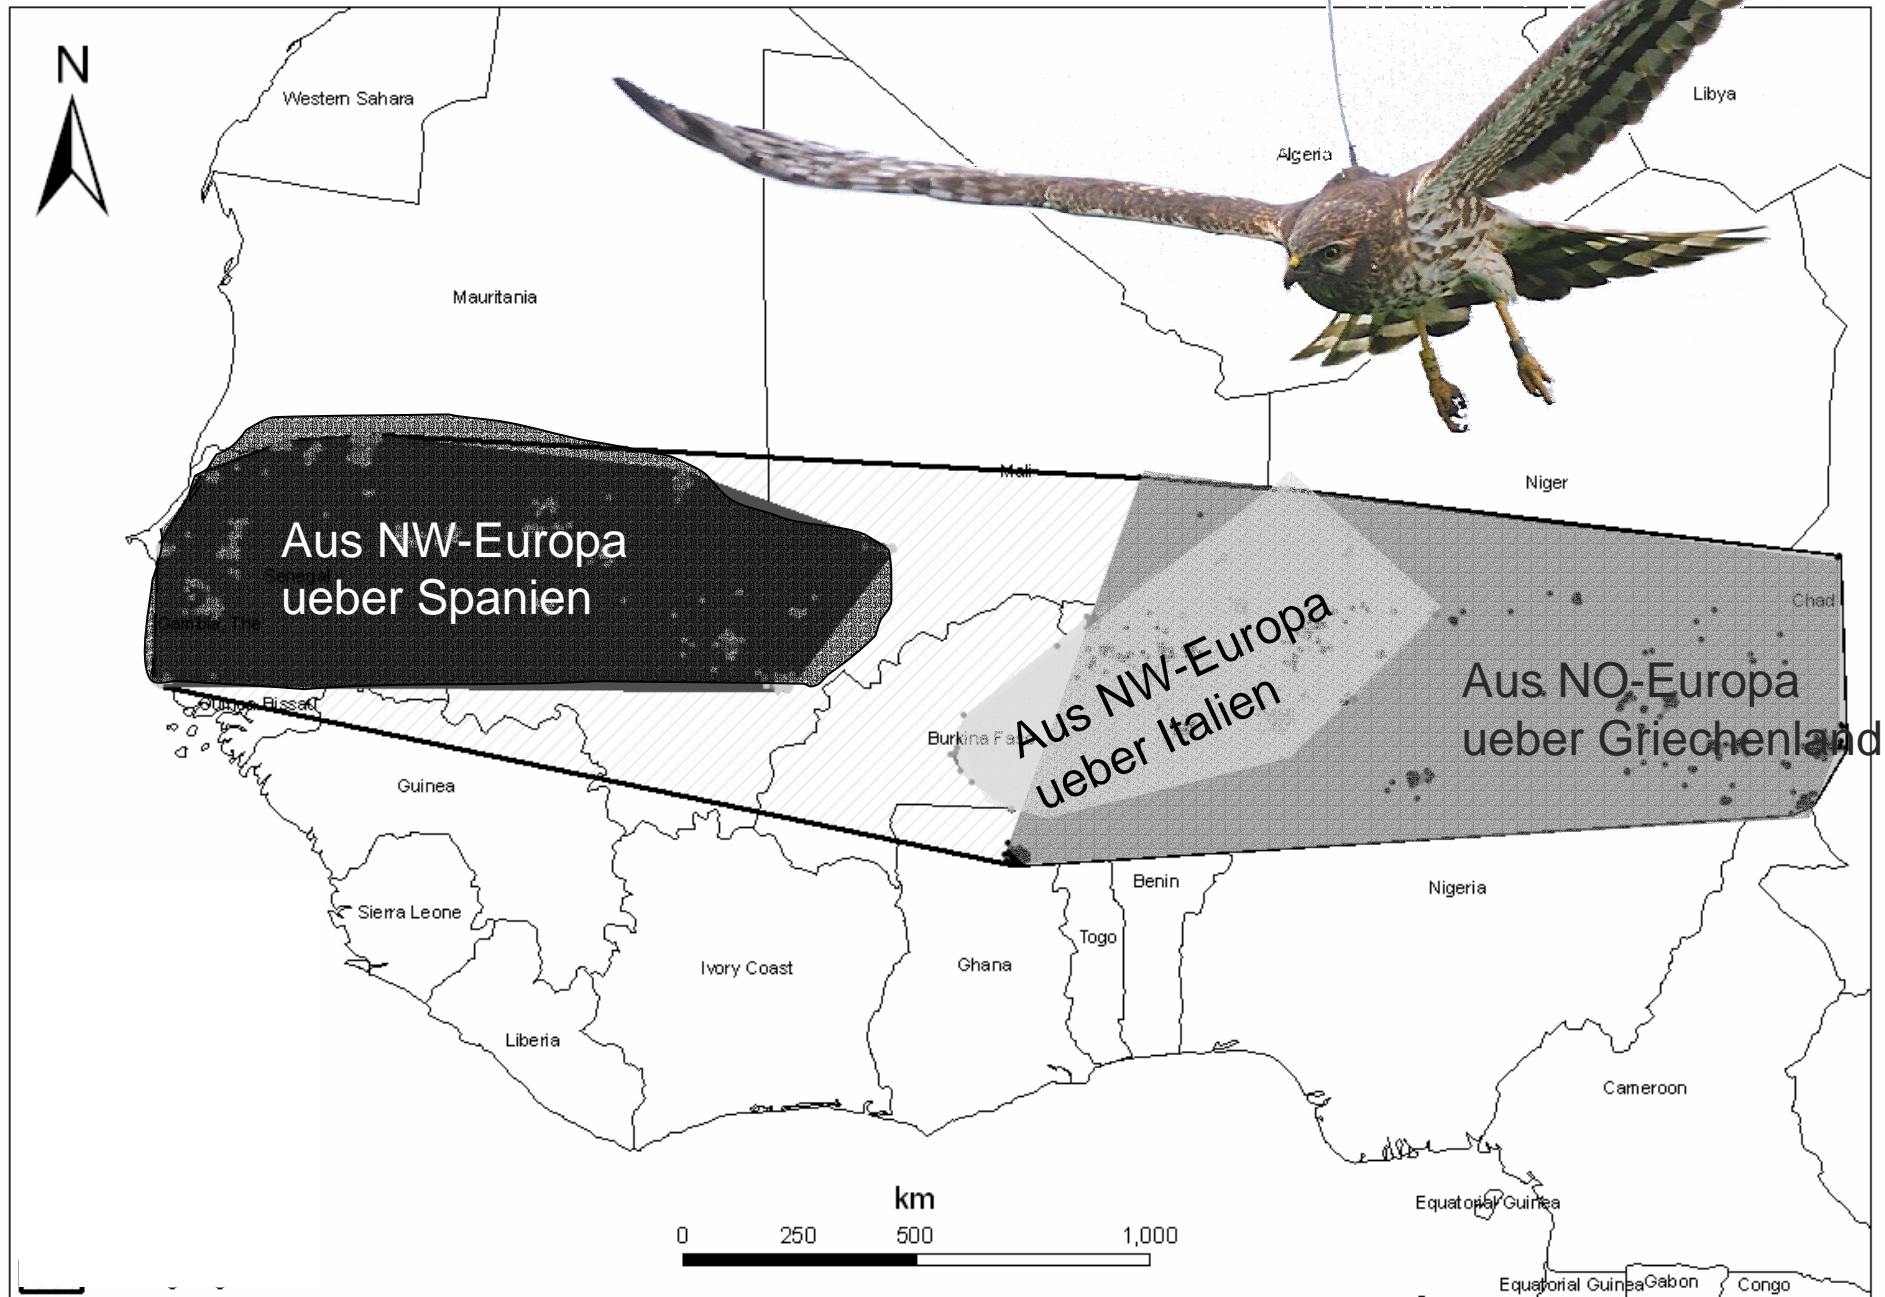 N
Western Sahara
Libya
Algeria
Mauritania
Mali
Niger
Aus NW-Europa
ueber Spanien
Senegal
Gambia, The
Chad
Aus NW-Europa
ueber Italien
Aus NO-Europa
ueber Griechenland
Guinea Bissau
Burkina Faso
Guinea
Benin
Nigeria
Sierra Leone
Togo
Ivory Coast
Ghana
Liberia
Cameroon
km
0 250 500 1,000
Equatorial Guinea
Equatorial Guinea
Gabon
Congo